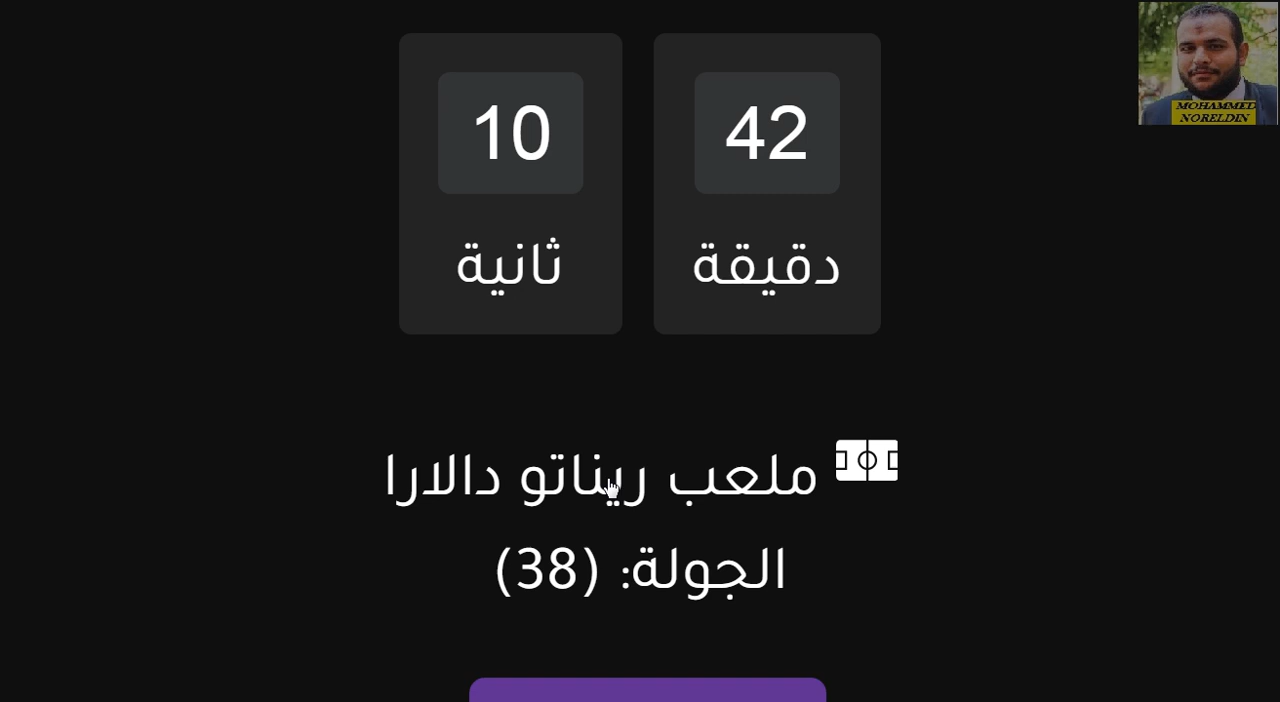 42
دقيقة
10
ثانية
ملعب ريناتو دالارا
الجولة: (38)
MOHAMMED
NORELDIN